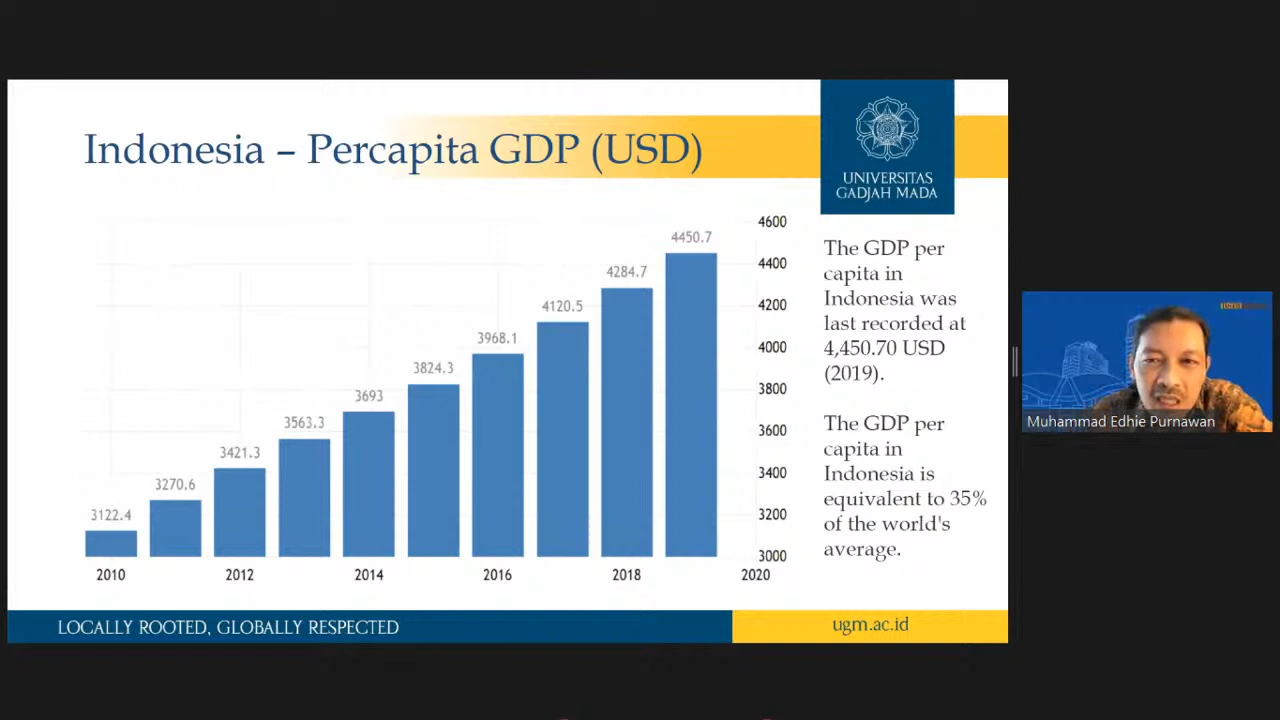 Indonesia – Percapita GDP (USD)
UNIVERSITAS
GADJAH MADA
4600
4400
4200
4000
3800
3600
3400
3200
3000
3122.4
3270.6
3421.3
3563.3
3693
3824.3
3968.1
4120.5
4284.7
4450.7
2010
2012
2014
2016
2018
2020
The GDP per
capita in
Indonesia was
last recorded at
4,450.70 USD
(2019).
The GDP per
capita in
Indonesia is
equivalent to 35%
of the world's
average.
LOCALLY ROOTED, GLOBALLY RESPECTED
ugm.ac.id
Muhammad Edhie Purnawan